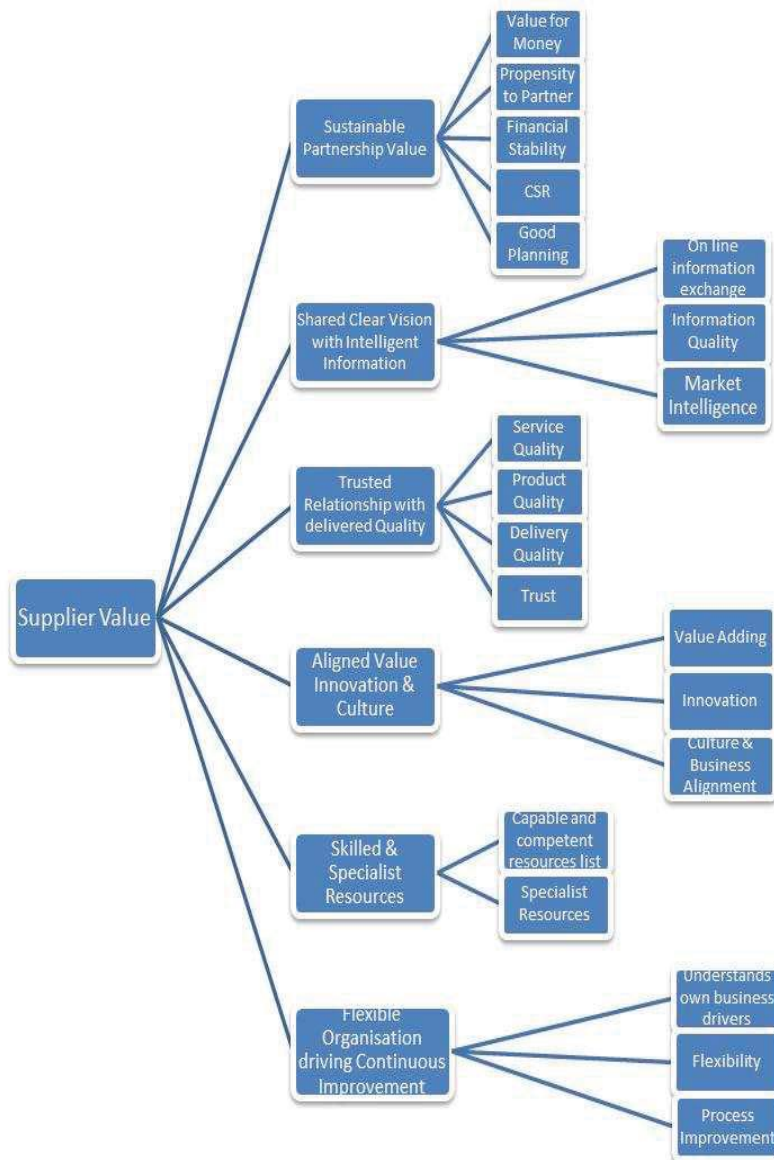 Supplier Value
Sustainable
Partnership Value
Value for
Money
Propensity
to Partner
Financial
Stability
CSR
Good
Planning
Shared Clear Vision
with Intelligent
Information
On line
information
exchange
Information
Quality
Market
Intelligence
Trusted
Relationship with
delivered Quality
Service
Quality
Product
Quality
Delivery
Quality
Trust
Aligned Value
Innovation &
Culture
Value Adding
Innovation
Culture &
Business
Alignment
Skilled &
Specialist
Resources
Capable and
competent
resources list
Specialist
Resources
Flexible
Organisation
driving Continuous
Improvement
Understands
own business
drivers
Flexibility
Process
Improvement